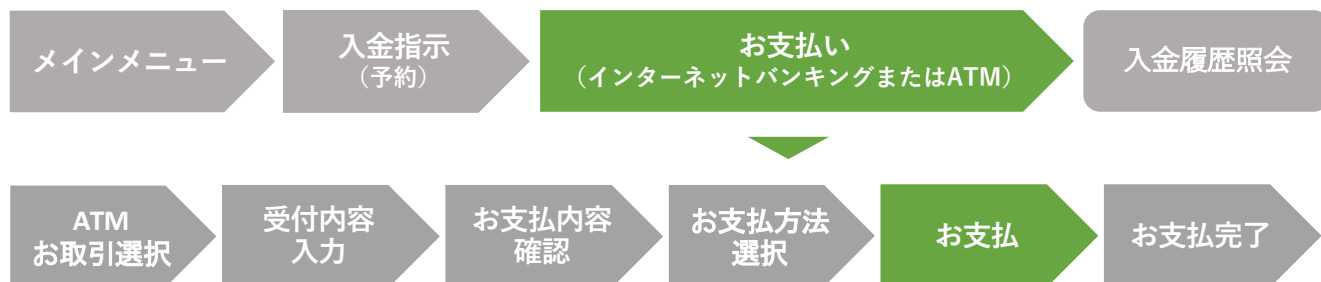 メインメニュー
入金指示
（予約）
お支払い
（インターネットバンキングまたはATM）
入金履歴照会
ATM
お取引選択
受付内容
入力
お支払内容
確認
お支払方法
選択
お支払
お支払完了